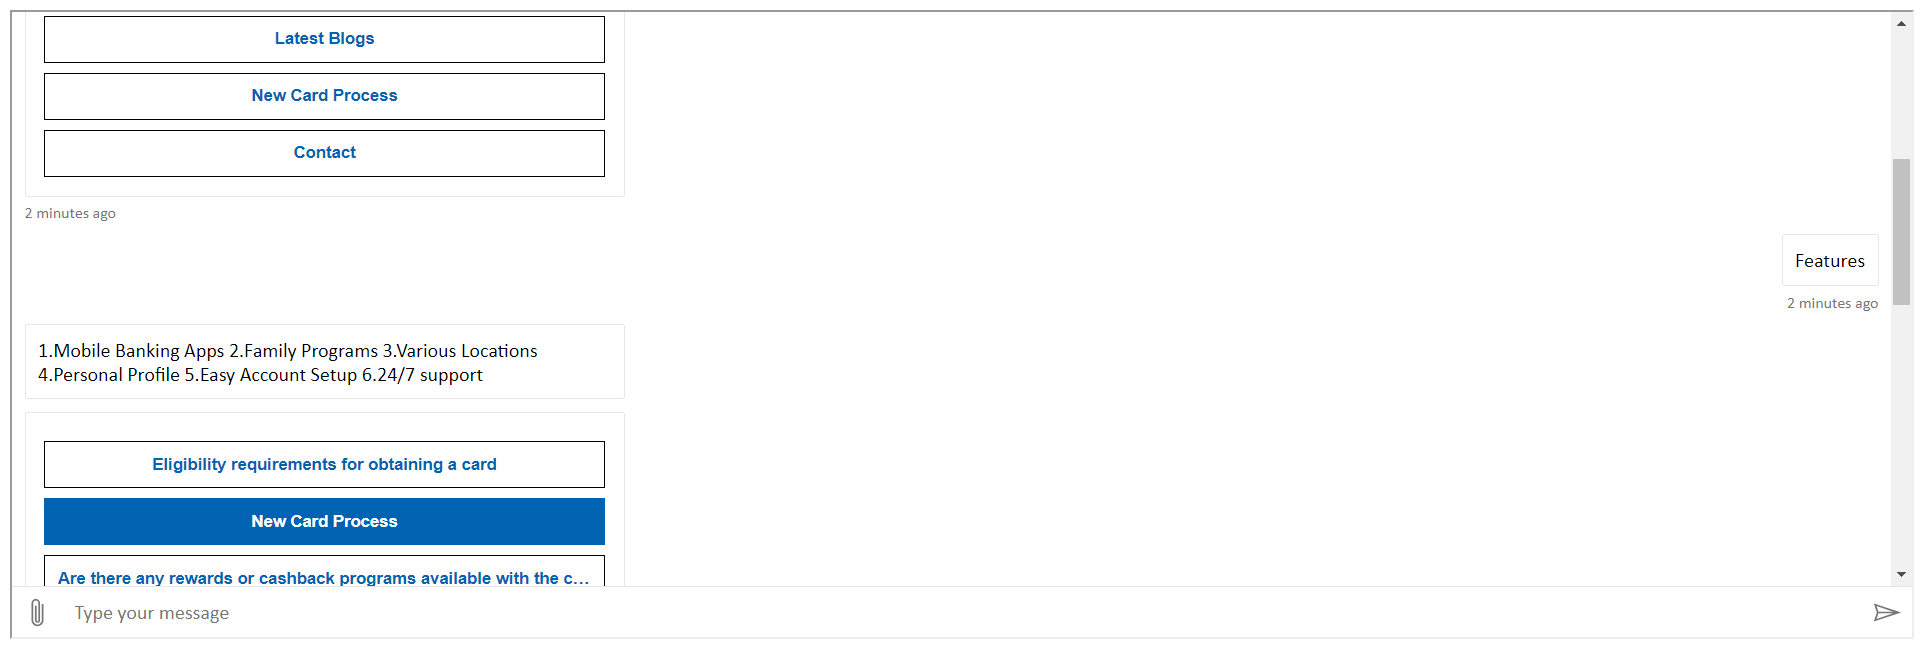 Latest Blogs
New Card Process
Contact
2 minutes ago
Features
2 minutes ago
1.Mobile Banking Apps 2.Family Programs 3.Various Locations
4.Personal Profile 5.Easy Account Setup 6.24/7 support
Eligibility requirements for obtaining a card
New Card Process
Are there any rewards or cashback programs available with the c...
Type your message